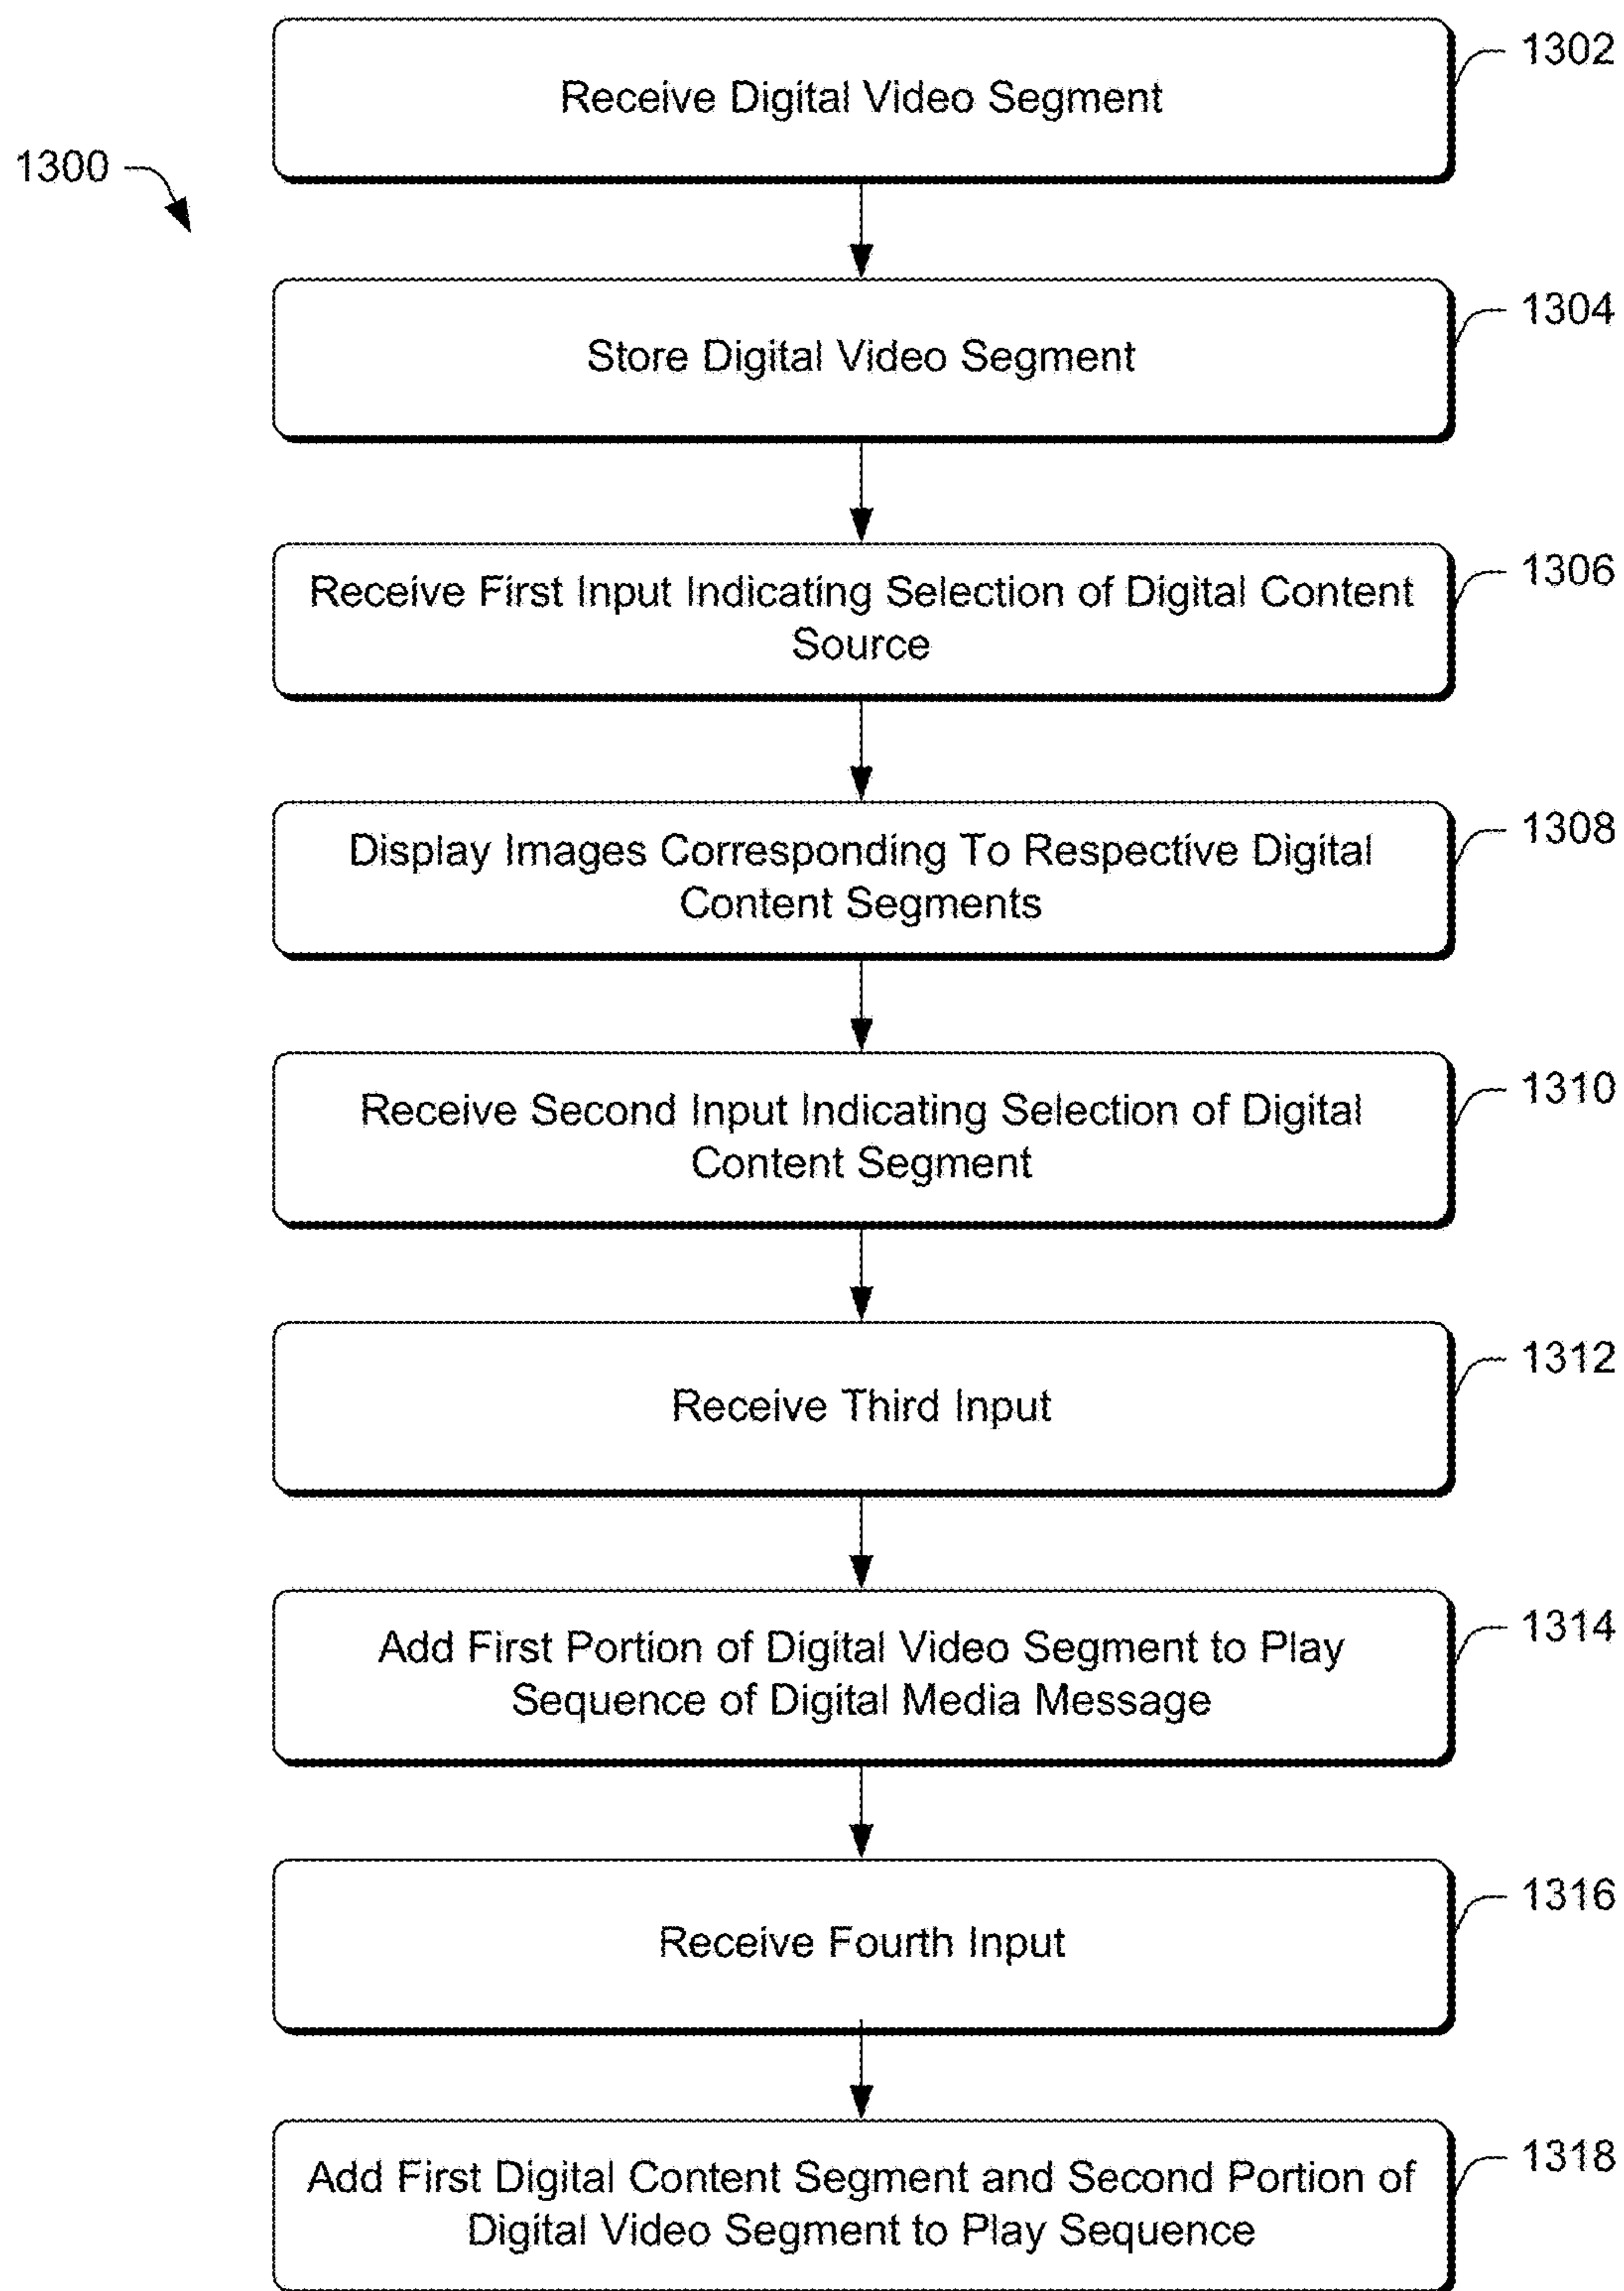 Receive Digital Video Segment
1302
1300
Store Digital Video Segment
1304
Receive First Input Indicating Selection of Digital Content
Source
1306
Display Images Corresponding To Respective Digital
Content Segments
1308
Receive Second Input Indicating Selection of Digital
Content Segment
1310
Receive Third Input
1312
Add First Portion of Digital Video Segment to Play
Sequence of Digital Media Message
1314
Receive Fourth Input
1316
Add First Digital Content Segment and Second Portion of
Digital Video Segment to Play Sequence
1318